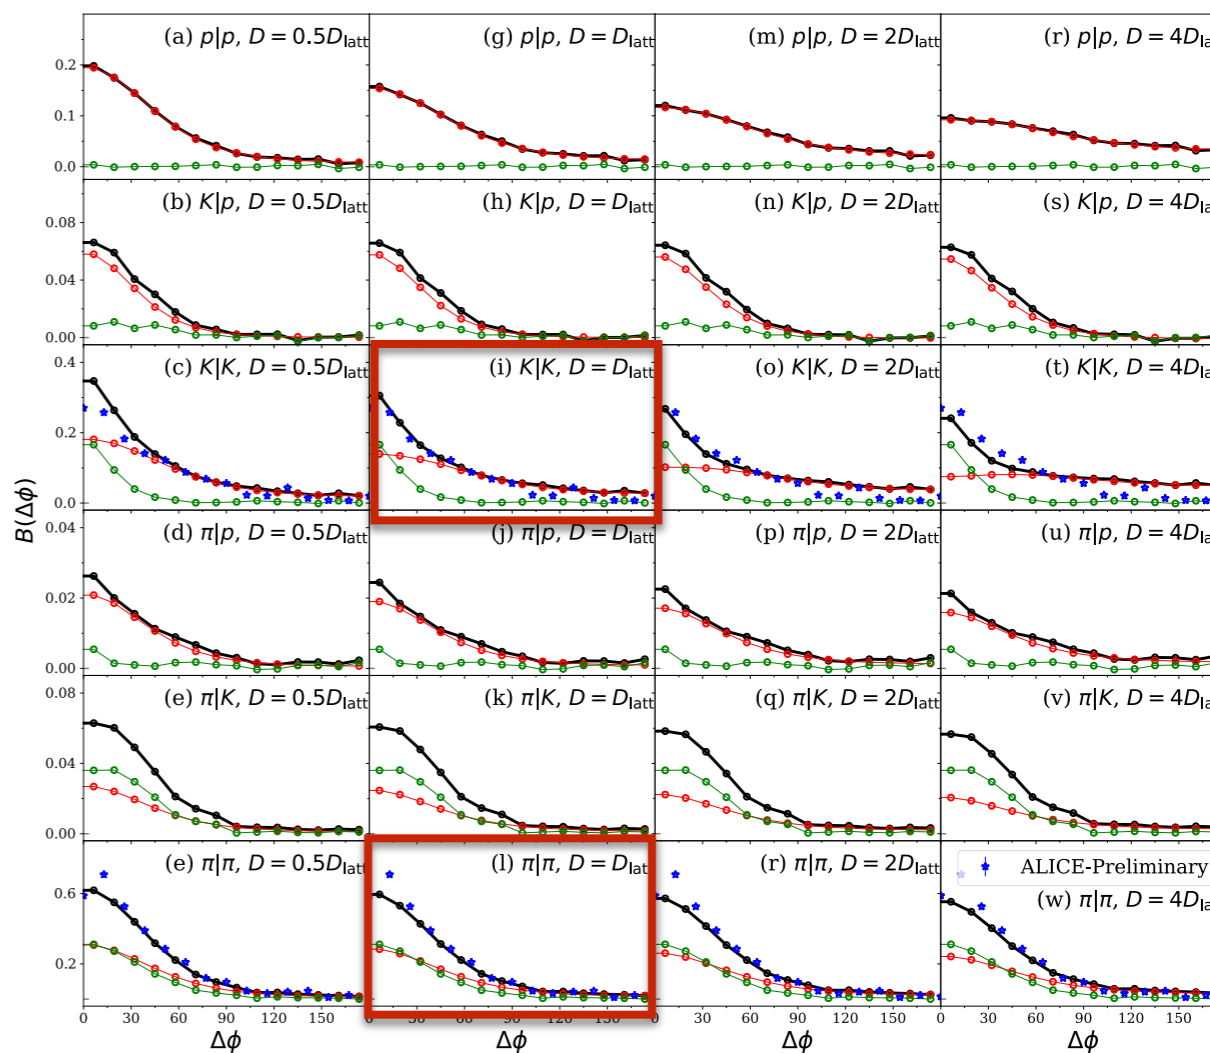 (a) p|p, D = 0.5D_latt (g) p|p, D = D_latt (m) p|p, D = 2D_latt (r) p|p, D = 4D_la
0.2
0.1
0.0
(b) K|p, D = 0.5D_latt (h) K|p, D = D_latt (n) K|p, D = 2D_latt (s) K|p, D = 4D_la
0.08
0.04
0.00
(c) K|K, D = 0.5D_latt (i) K|K, D = D_latt (o) K|K, D = 2D_latt (t) K|K, D = 4D_la
0.4
0.2
0.0
B(Δϕ)
(d) π|p, D = 0.5D_latt (j) π|p, D = D_latt (p) π|p, D = 2D_latt (u) π|p, D = 4D_la
0.04
0.02
0.00
(e) π|K, D = 0.5D_latt (k) π|K, D = D_latt (q) π|K, D = 2D_latt (v) π|K, D = 4D_la
0.08
0.04
0.00
(e) π|π, D = 0.5D_latt (l) π|π, D = D_latt (r) π|π, D = 2D_latt
ALICE-Preliminary
(w) π|π, D = 4D_la
0.6
0.2
0 30 60 90 120 150 0 30 60 90 120 150 0 30 60 90 120 150 0 30 60 90 120 150
Δϕ Δϕ Δϕ Δϕ